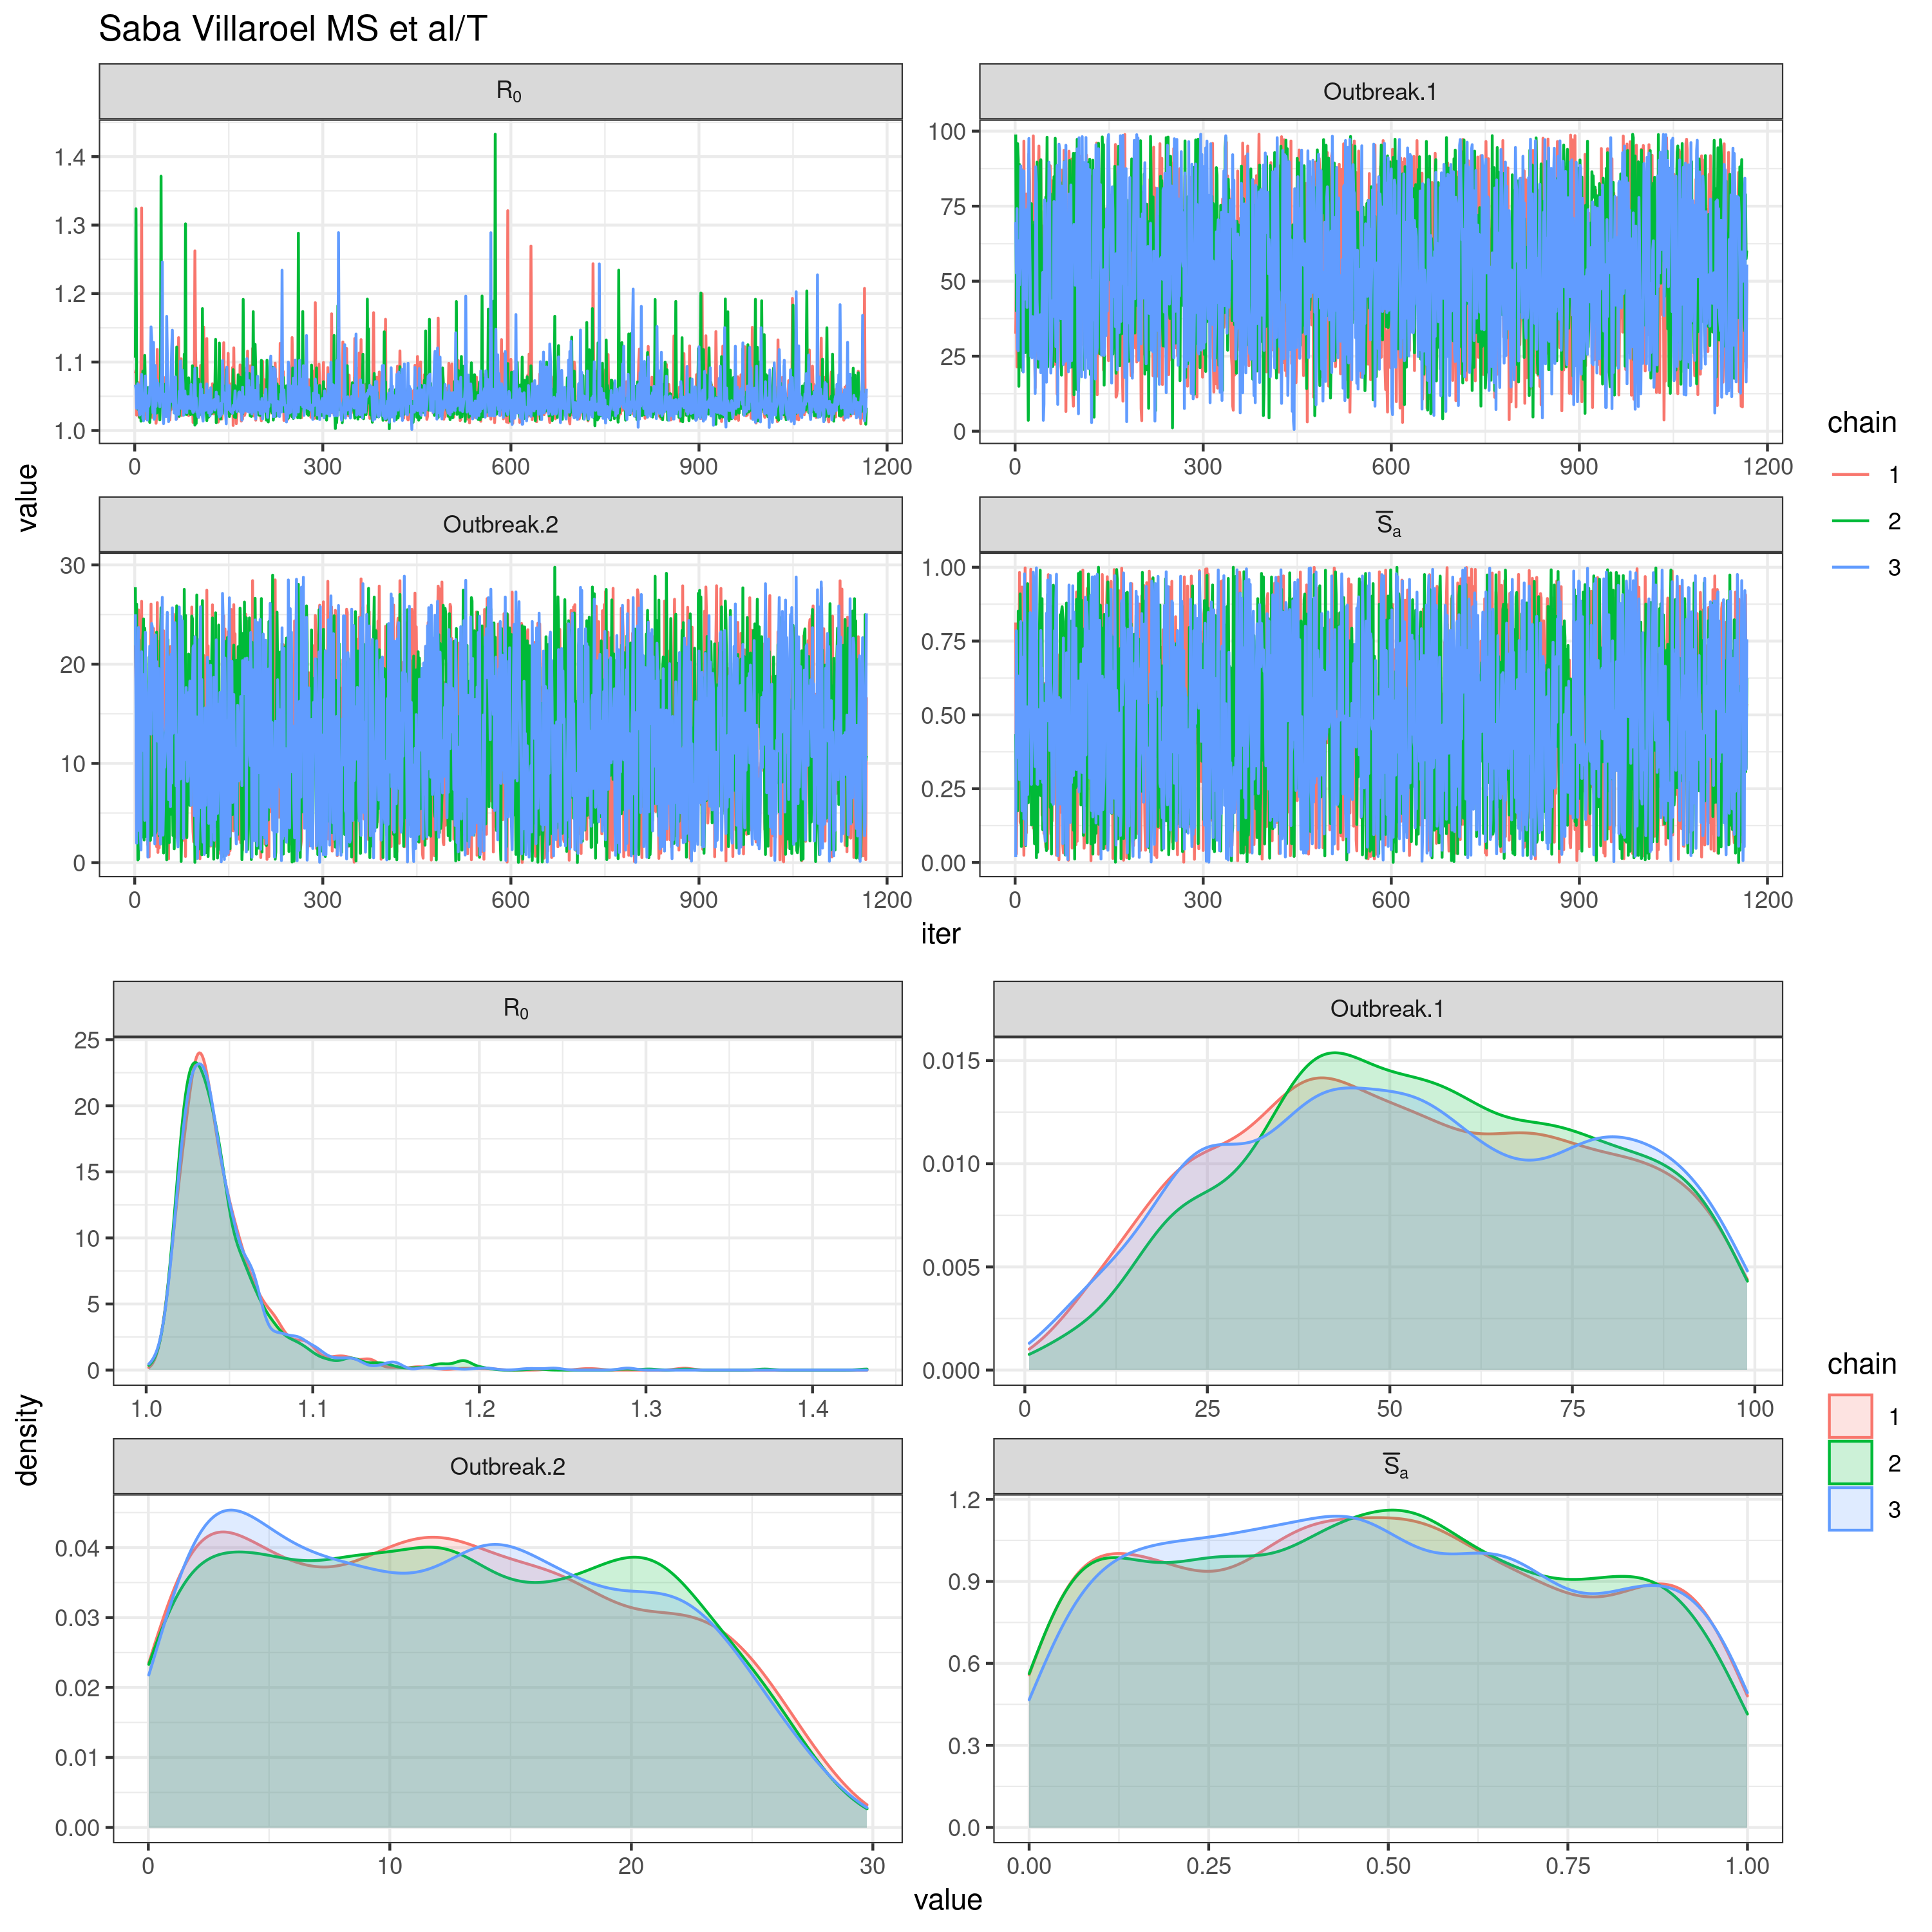 Saba Villaroel MS et al/T
R0
Outbreak.1
1.4
1.3
1.2
1.1
1.0
0 300 600 900 1200
100
75
50
25
0
0 300 600 900 1200
value
Outbreak.2
S̅a
30
20
10
0
0 300 600 900 1200
1.00
0.75
0.50
0.25
0.00
0 300 600 900 1200
iter
chain
1
2
3
R0
Outbreak.1
25
20
15
10
5
0
1.0 1.1 1.2 1.3 1.4
0.015
0.010
0.005
0.000
0 25 50 75 100
density
Outbreak.2
S̅a
0.04
0.03
0.02
0.01
0.00
0 10 20 30
1.2
0.9
0.6
0.3
0.0
0.00 0.25 0.50 0.75 1.00
value
chain
1
2
3